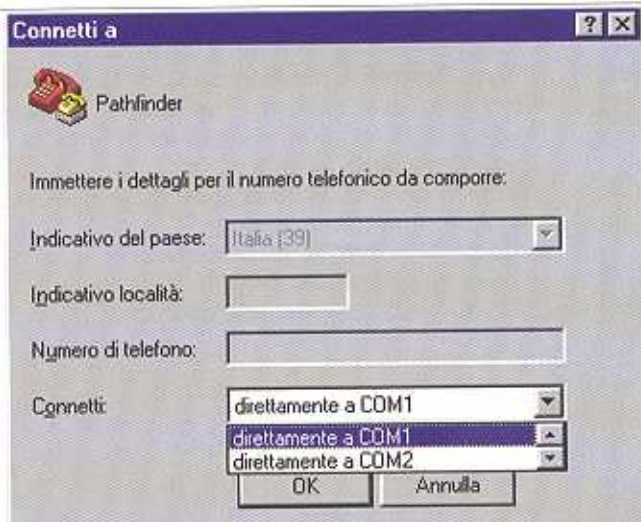 Connetti a
Pathfinder
Immettere i dettagli per il numero telefonico da comporre:
Indicativo del paese: Italia (39)
Indicativo località:
Numero di telefono:
Connetti: direttamente a COM1
direttamente a COM1
direttamente a COM2
OK Annulla